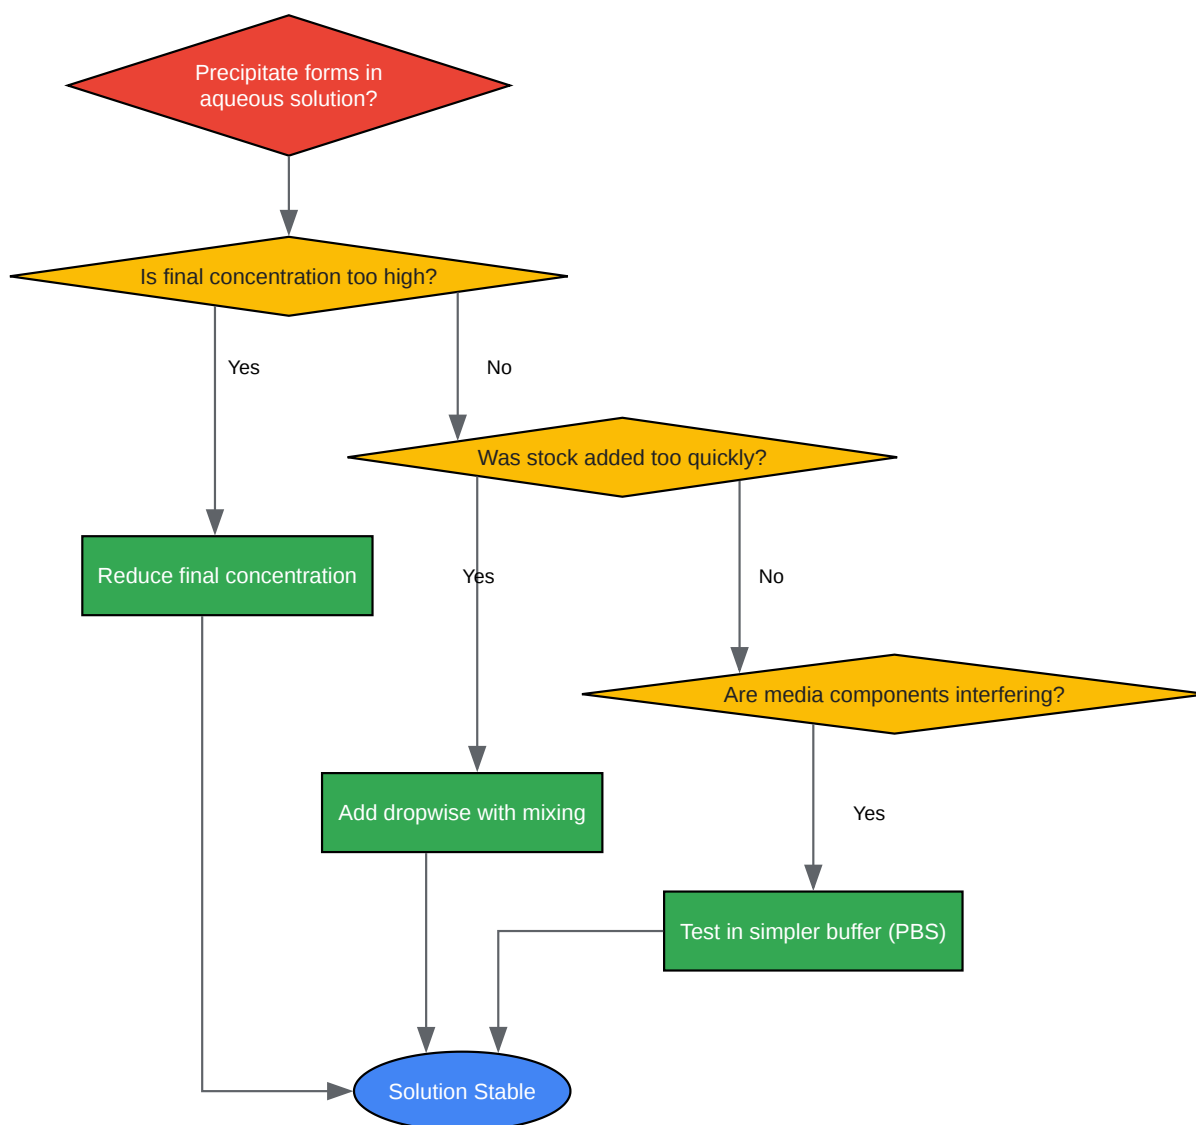 Precipitate forms in
aqueous solution?
Is final concentration too high?
Yes
No
Was stock added too quickly?
Reduce final concentration
Yes
No
Are media components interfering?
Add dropwise with mixing
Yes
Test in simpler buffer (PBS)
Solution Stable